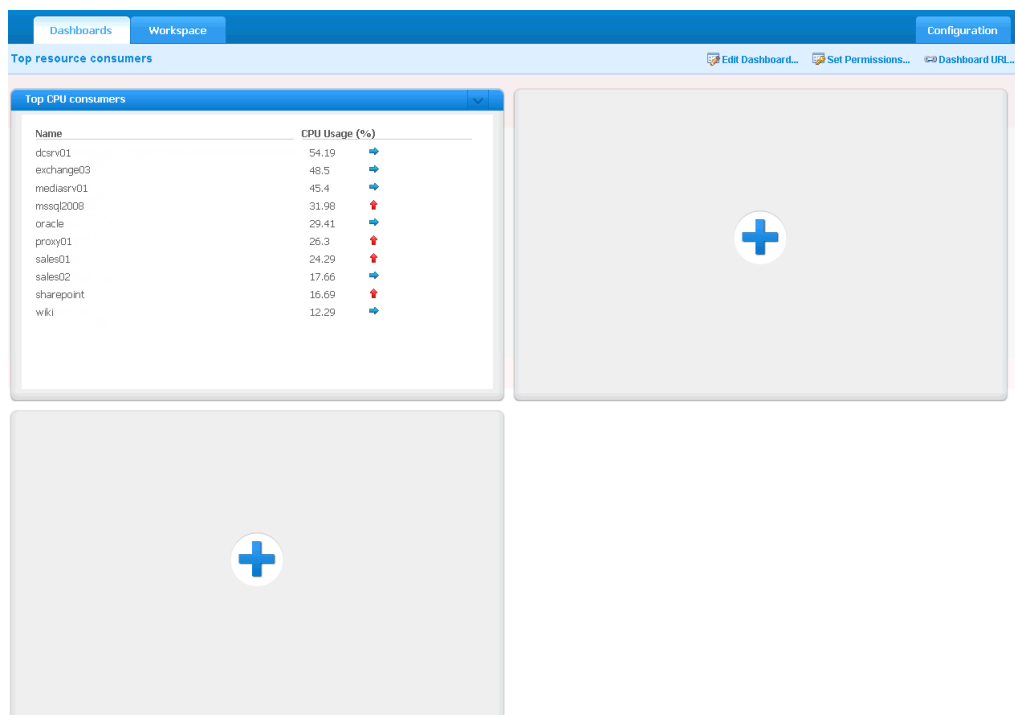 Dashboards Workspace Configuration
Top resource consumers Edit Dashboard... Set Permissions... Dashboard URL...
Top CPU consumers
Name CPU Usage (%)
dcsrv01 54.19
exchange03 48.5
mediasrv01 45.4
mssql2008 31.98
oracle 29.41
proxy01 26.3
sales01 24.29
sales02 17.66
sharepoint 16.69
wiki 12.29